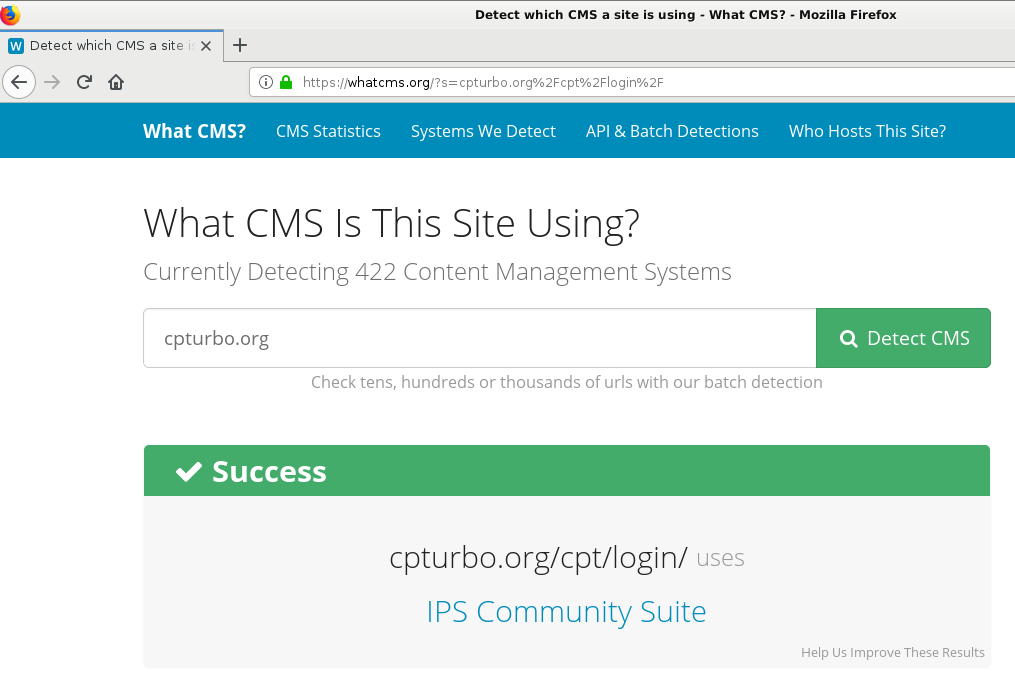 Detect which CMS a site is using - What CMS? - Mozilla Firefox
W Detect which CMS a site is
https://whatcms.org/?s=cpturbo.org%2Fcpt%2Flogin%2F
What CMS? CMS Statistics Systems We Detect API & Batch Detections Who Hosts This Site?
What CMS Is This Site Using?
Currently Detecting 422 Content Management Systems
cpturbo.org Detect CMS
Check tens, hundreds or thousands of urls with our batch detection
Success
cpturbo.org/cpt/login/ uses
IPS Community Suite
Help Us Improve These Results